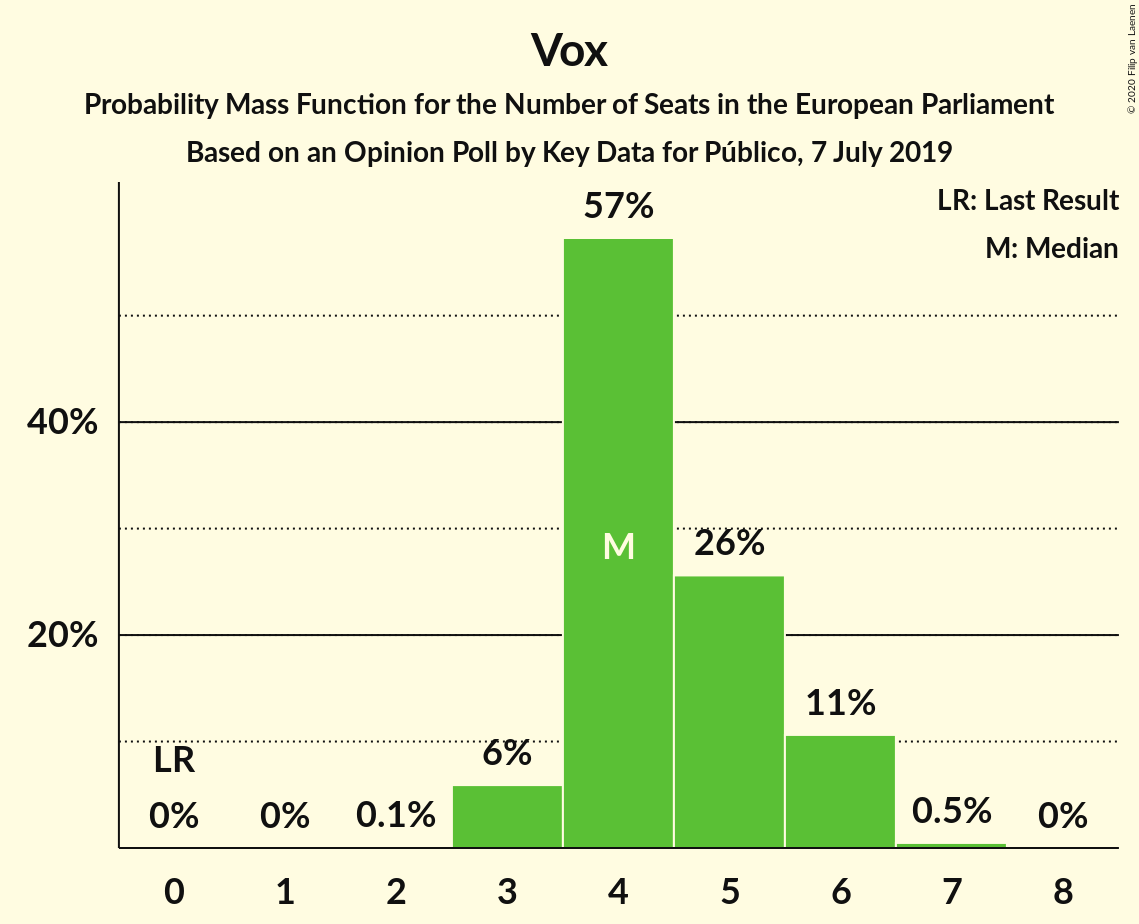 Vox
Probability Mass Function for the Number of Seats in the European Parliament
Based on an Opinion Poll by Key Data for Público, 7 July 2019
© 2020 Filip van Laenen
LR: Last Result
M: Median
57%
40%
M
26%
20%
11%
LR
6%
0%
0%
0.1%
0.5%
0%
0 1 2 3 4 5 6 7 8